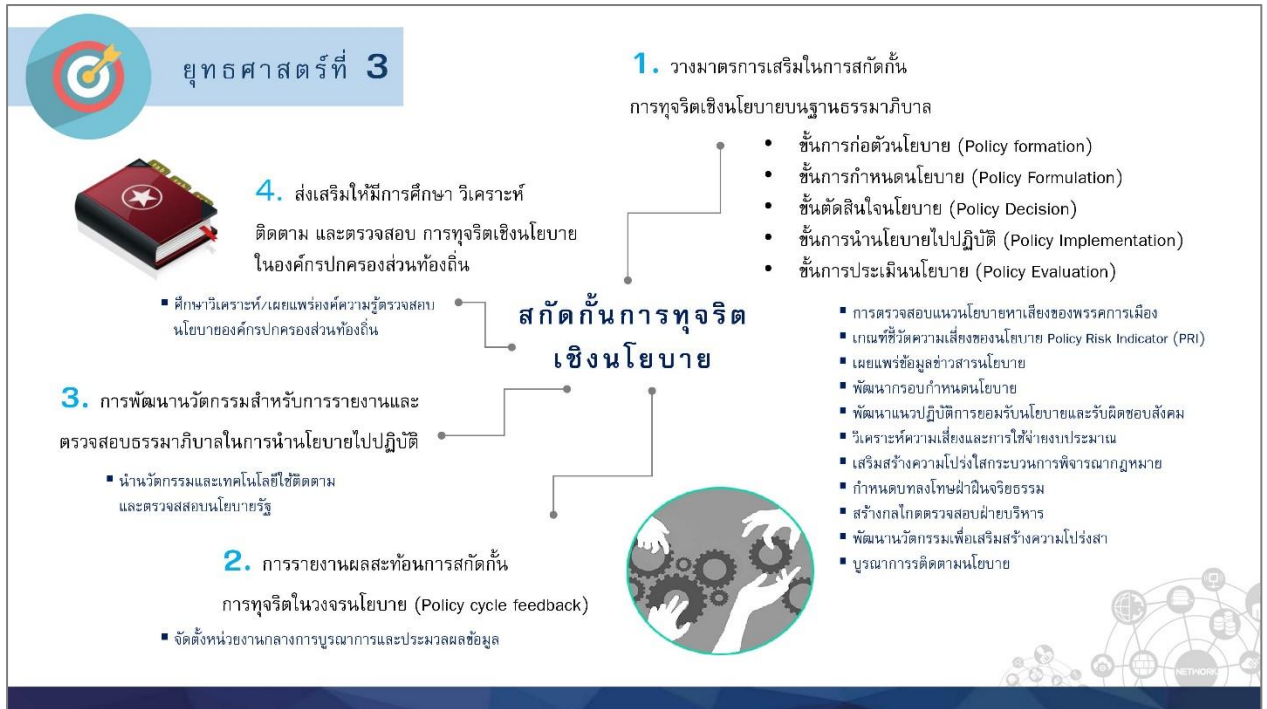 ยุทธศาสตร์ที่ 3
1. วางมาตรการเสริมในการสกัดกั้น
การทุจริตเชิงนโยบายบนฐานธรรมาภิบาล
• ขั้นการก่อตัวนโยบาย (Policy formation)
• ขั้นการกำหนดนโยบาย (Policy Formulation)
• ขั้นตัดสินใจนโยบาย (Policy Decision)
• ขั้นการนำนโยบายไปปฏิบัติ (Policy Implementation)
• ขั้นการประเมินนโยบาย (Policy Evaluation)
▪ การตรวจสอบแนวนโยบายหาเสียงของพรรคการเมือง
▪ เกณฑ์ชี้วัดความเสี่ยงของนโยบาย Policy Risk Indicator (PRI)
▪ เผยแพร่ข้อมูลข่าวสารนโยบาย
▪ พัฒนากรอบกำหนดนโยบาย
▪ พัฒนาแนวปฏิบัติการยอมรับนโยบายและรับผิดชอบสังคม
▪ วิเคราะห์ความเสี่ยงและการใช้จ่ายงบประมาณ
▪ เสริมสร้างความโปร่งใสกระบวนการพิจารณากฎหมาย
▪ กำหนดบทลงโทษฝ่าฝืนจริยธรรม
▪ สร้างกลไกตรวจสอบฝ่ายบริหาร
▪ พัฒนานวัตกรรมเพื่อเสริมสร้างความโปร่งสา
▪ บูรณาการรติดตามนโยบาย
สกัดกั้นการทุจริต
เชิงนโยบาย
4. ส่งเสริมให้มีการศึกษา วิเคราะห์
ติดตาม และตรวจสอบ การทุจริตเชิงนโยบาย
ในองค์กรปกครองส่วนท้องถิ่น
▪ ศึกษาวิเคราะห์/เผยแพร่องค์ความรู้ตรวจสอบ
นโยบายองค์กรปกครองส่วนท้องถิ่น
3. การพัฒนานวัตกรรมสำหรับการรายงานและ
ตรวจสอบธรรมาภิบาลในการนำนโยบายไปปฏิบัติ
▪ นำนวัตกรรมและเทคโนโลยีใช้ติดตาม
และตรวจสสอบนโยบายรัฐ
2. การรายงานผลสะท้อนการสกัดกั้น
การทุจริตในวงจรนโยบาย (Policy cycle feedback)
▪ จัดตั้งหน่วยงานกลางการบูรณาการและประมวลผลข้อมูล
NETWORK